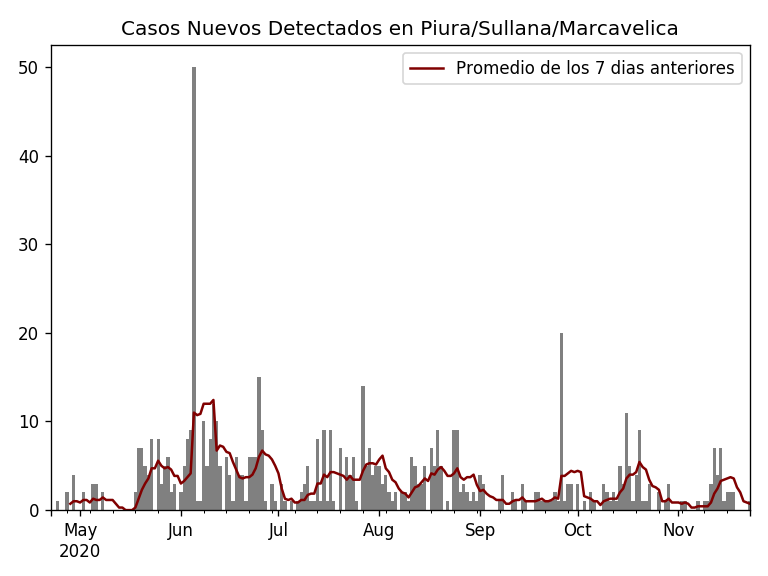 Casos Nuevos Detectados en Piura/Sullana/Marcavelica
Promedio de los 7 dias anteriores
50
40
30
20
10
0
May Jun Jul Aug Sep Oct Nov
2020